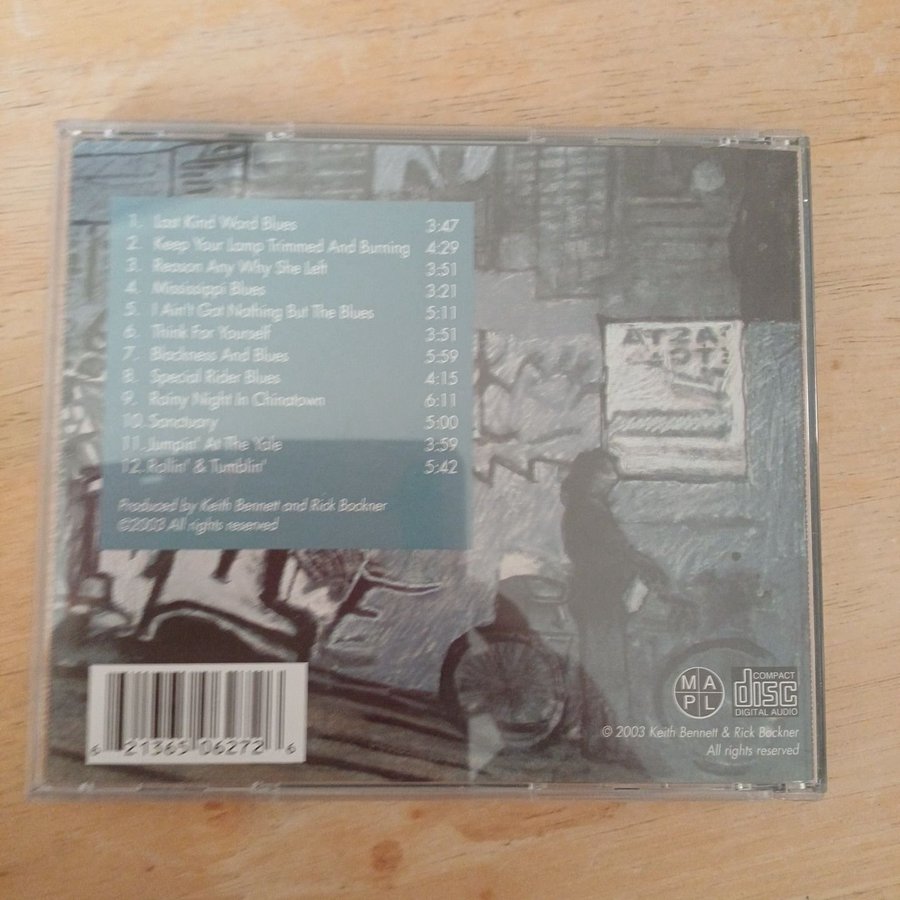 1. Last Kind Word Blues 3:47
2. Keep Your Lamp Trimmed And Burning 4:29
3. Reason Any Why She Left 3:51
4. Mississippi Blues 3:21
5. I Ain't Got Nothing But The Blues 5:11
6. Think For Yourself 3:51
7. Blackness And Blues 5:59
8. Special Rider Blues 4:15
9. Rainy Night In Chinatown 6:11
10. Sanctuary 5:00
11. Jumpin' At The Yale 3:59
12. Rollin' & Tumblin' 5:42
Produced by Keith Bennett and Rick Bockner
©2003 All rights reserved
6 21365 06272 6
MAPL
COMPACT
disc
DIGITAL AUDIO
© 2003 Keith Bennett & Rick Bockner
All rights reserved